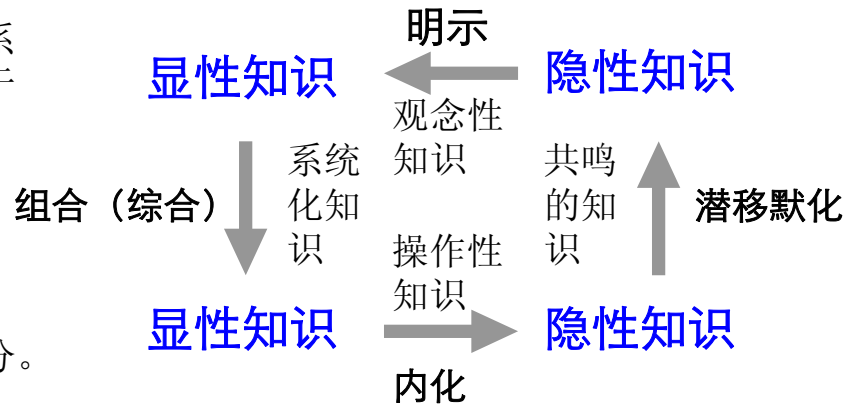 系
明示
显性知识
隐性知识
观念性
知识
系统
化知
识
共鸣
的知
识
组合（综合）
潜移默化
操作性
知识
显性知识
隐性知识
分。
内化